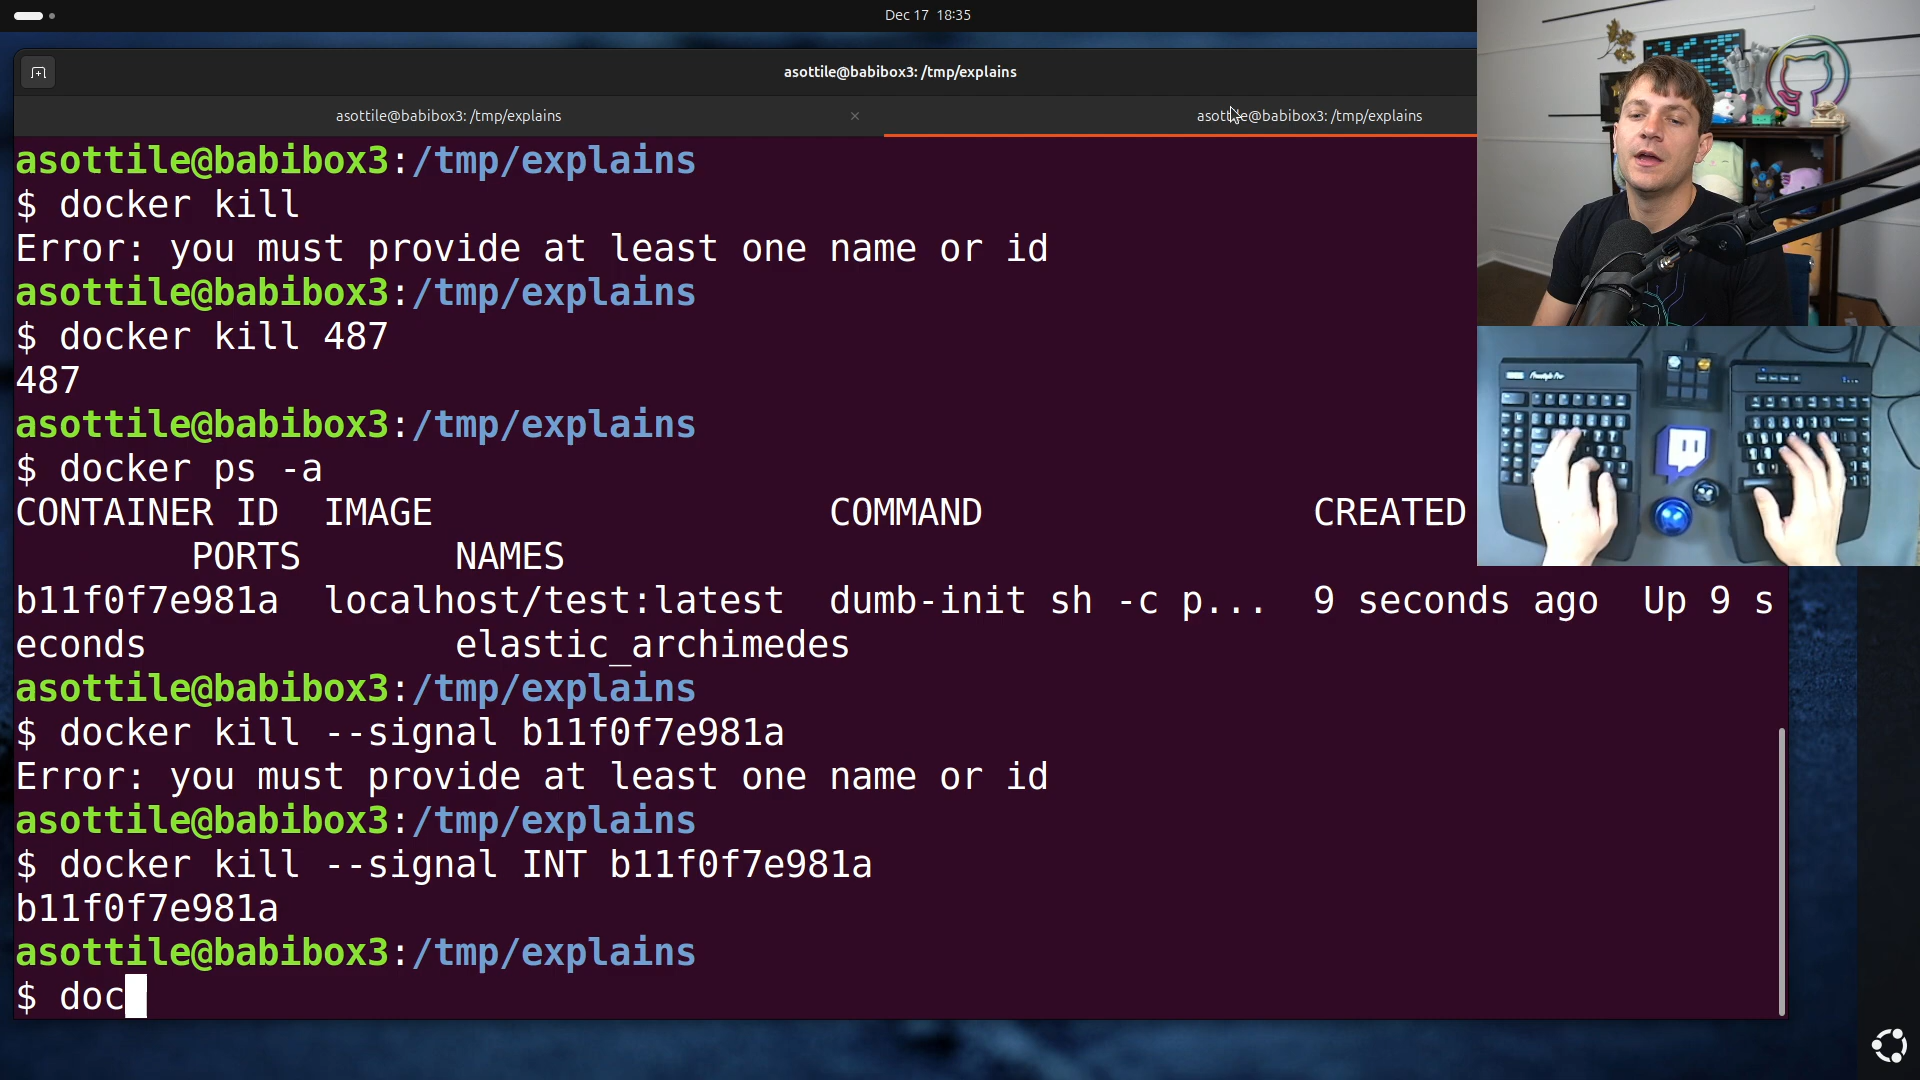 Dec 17 18:35
asottile@babibox3: /tmp/explains
asottile@babibox3: /tmp/explains
asottile@babibox3: /tmp/explains
asottile@babibox3:/tmp/explains
$ docker kill
Error: you must provide at least one name or id
asottile@babibox3:/tmp/explains
$ docker kill 487
487
asottile@babibox3:/tmp/explains
$ docker ps -a
CONTAINER ID IMAGE COMMAND CREATED
PORTS NAMES
b11f0f7e981a localhost/test:latest dumb-init sh -c p... 9 seconds ago Up 9 s
econds elastic_archimedes
asottile@babibox3:/tmp/explains
$ docker kill --signal b11f0f7e981a
Error: you must provide at least one name or id
asottile@babibox3:/tmp/explains
$ docker kill --signal INT b11f0f7e981a
b11f0f7e981a
asottile@babibox3:/tmp/explains
$ doc